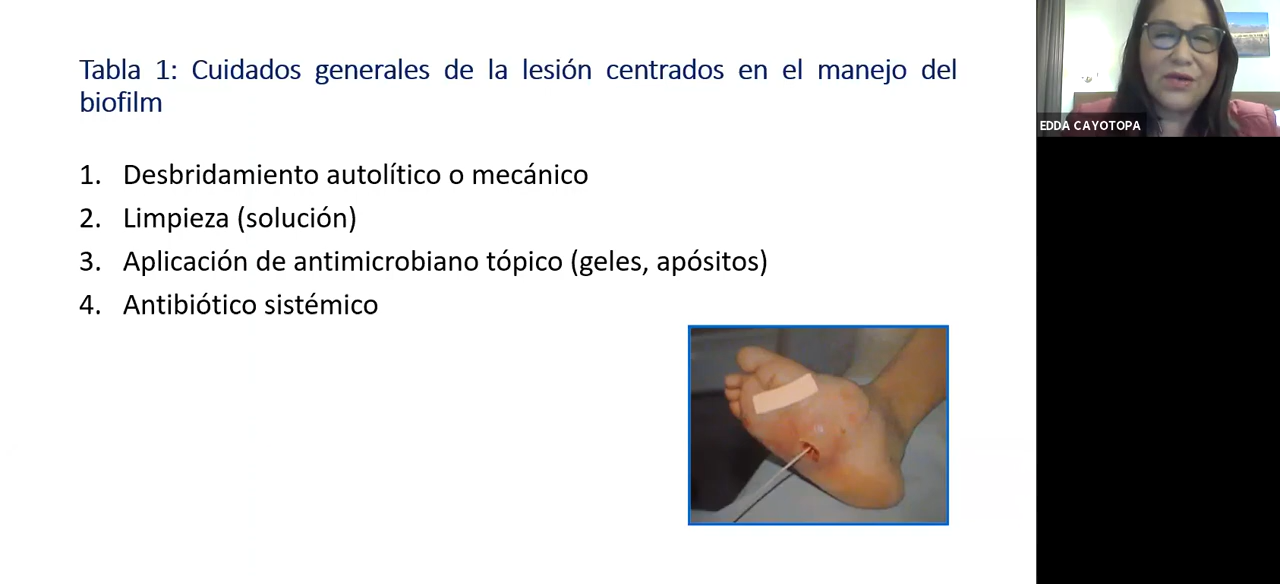 Tabla 1: Cuidados generales de la lesión centrados en el manejo del
biofilm
1. Desbridamiento autolítico o mecánico
2. Limpieza (solución)
3. Aplicación de antimicrobiano tópico (geles, apósitos)
4. Antibiótico sistémico
EDDA CAYOTOPA